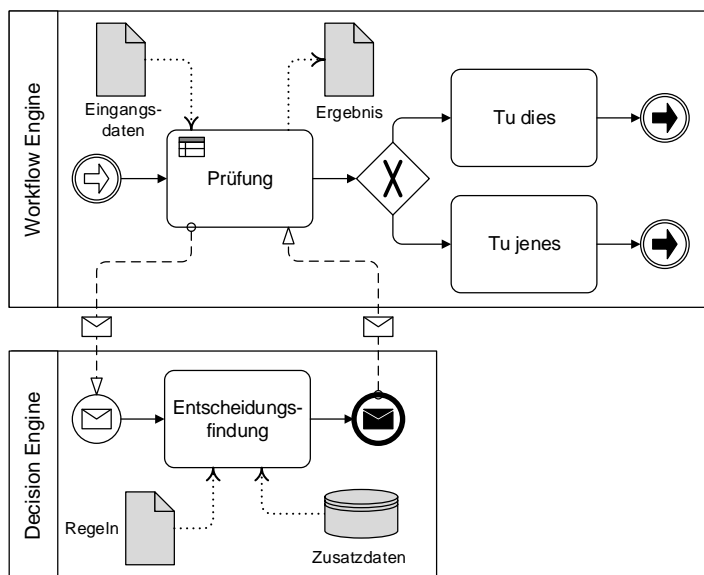 Workflow Engine
Eingangs-
daten
Ergebnis
Prüfung
Tu dies
Tu jenes
Decision Engine
Entscheidungs-
findung
Regeln
Zusatzdaten